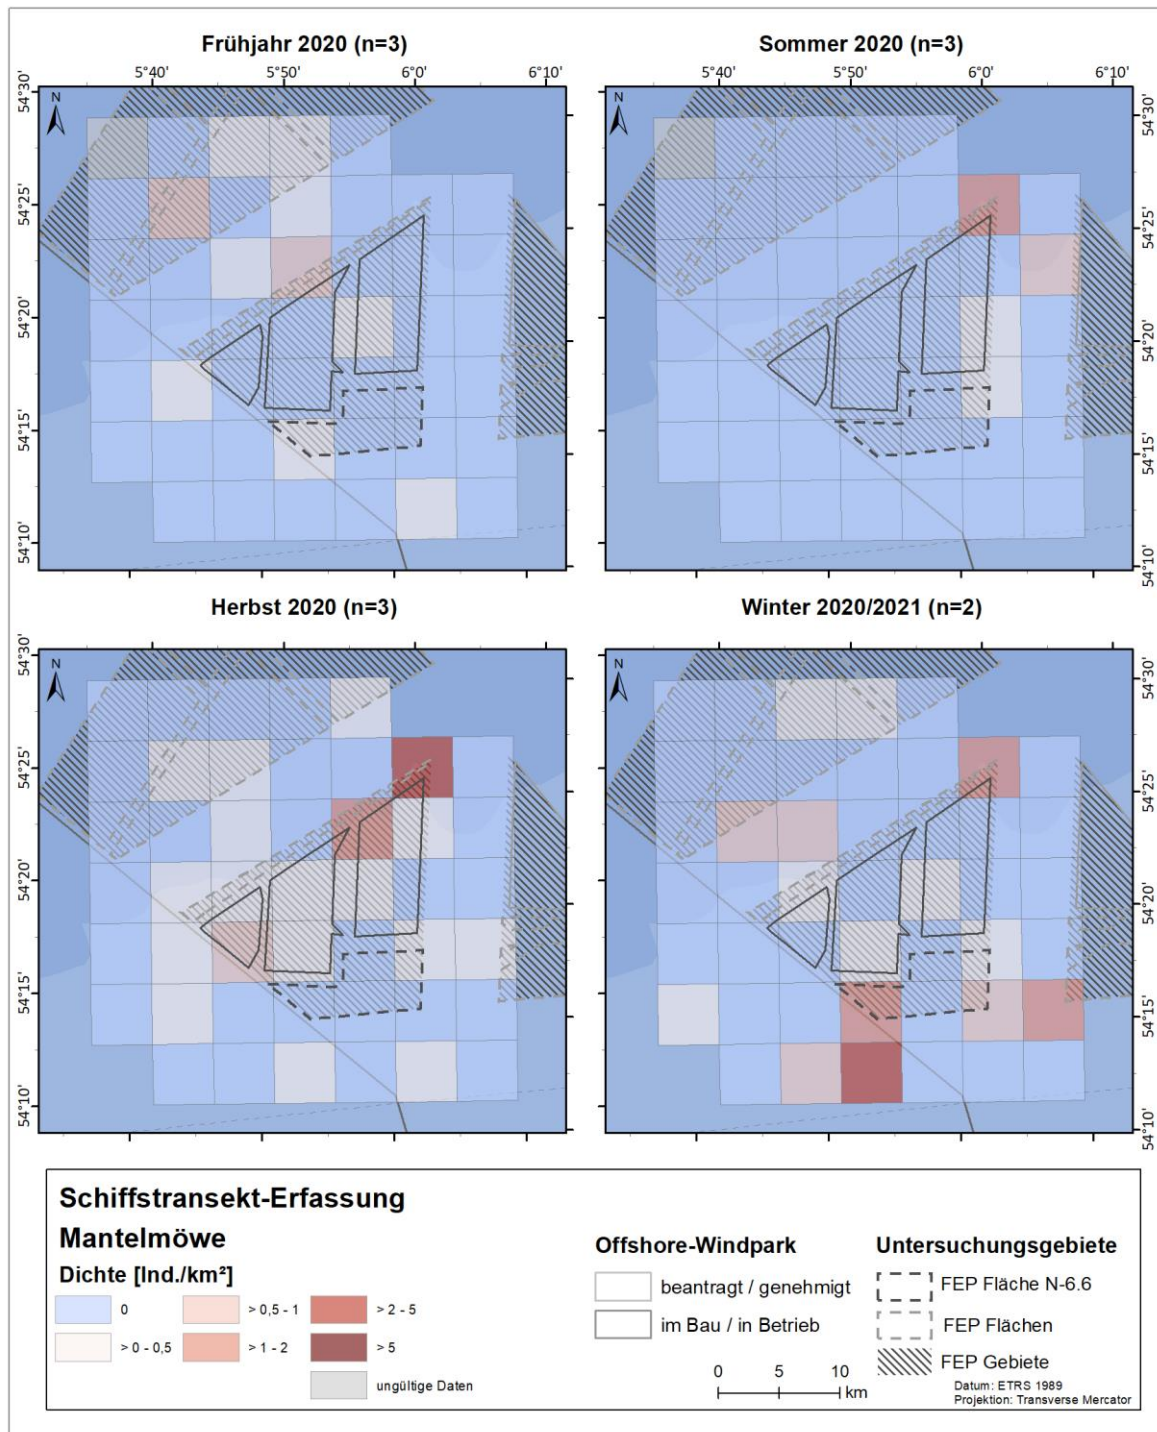 Frühjahr 2020 (n=3)
Sommer 2020 (n=3)
5°40' 5°50' 6°0' 6°10'
5°40' 5°50' 6°0' 6°10'
N
N
54°30'
54°25'
54°20'
54°15'
54°10'
54°30'
54°25'
54°20'
54°15'
54°10'
Herbst 2020 (n=3)
Winter 2020/2021 (n=2)
N
N
54°30'
54°25'
54°20'
54°15'
54°10'
54°30'
54°25'
54°20'
54°15'
54°10'
Schiffstransekt-Erfassung
Mantelmöwe
Dichte [Ind./km²]
0
> 0,5 - 1
> 2 - 5
> 0 - 0,5
> 1 - 2
> 5
ungültige Daten
Offshore-Windpark
beantragt / genehmigt
im Bau / in Betrieb
0 5 10
km
Untersuchungsgebiete
FEP Fläche N-6.6
FEP Flächen
FEP Gebiete
Datum: ETRS 1989
Projektion: Transverse Mercator